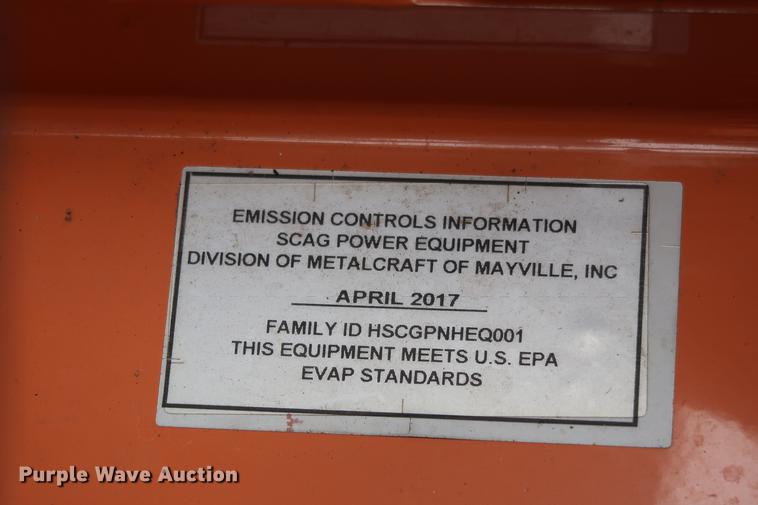 EMISSION CONTROLS INFORMATION
SCAG POWER EQUIPMENT
DIVISION OF METALCRAFT OF MAYVILLE, INC
APRIL 2017
FAMILY ID HSCGPNHEQ001
THIS EQUIPMENT MEETS U.S. EPA
EVAP STANDARDS
Purple Wave Auction